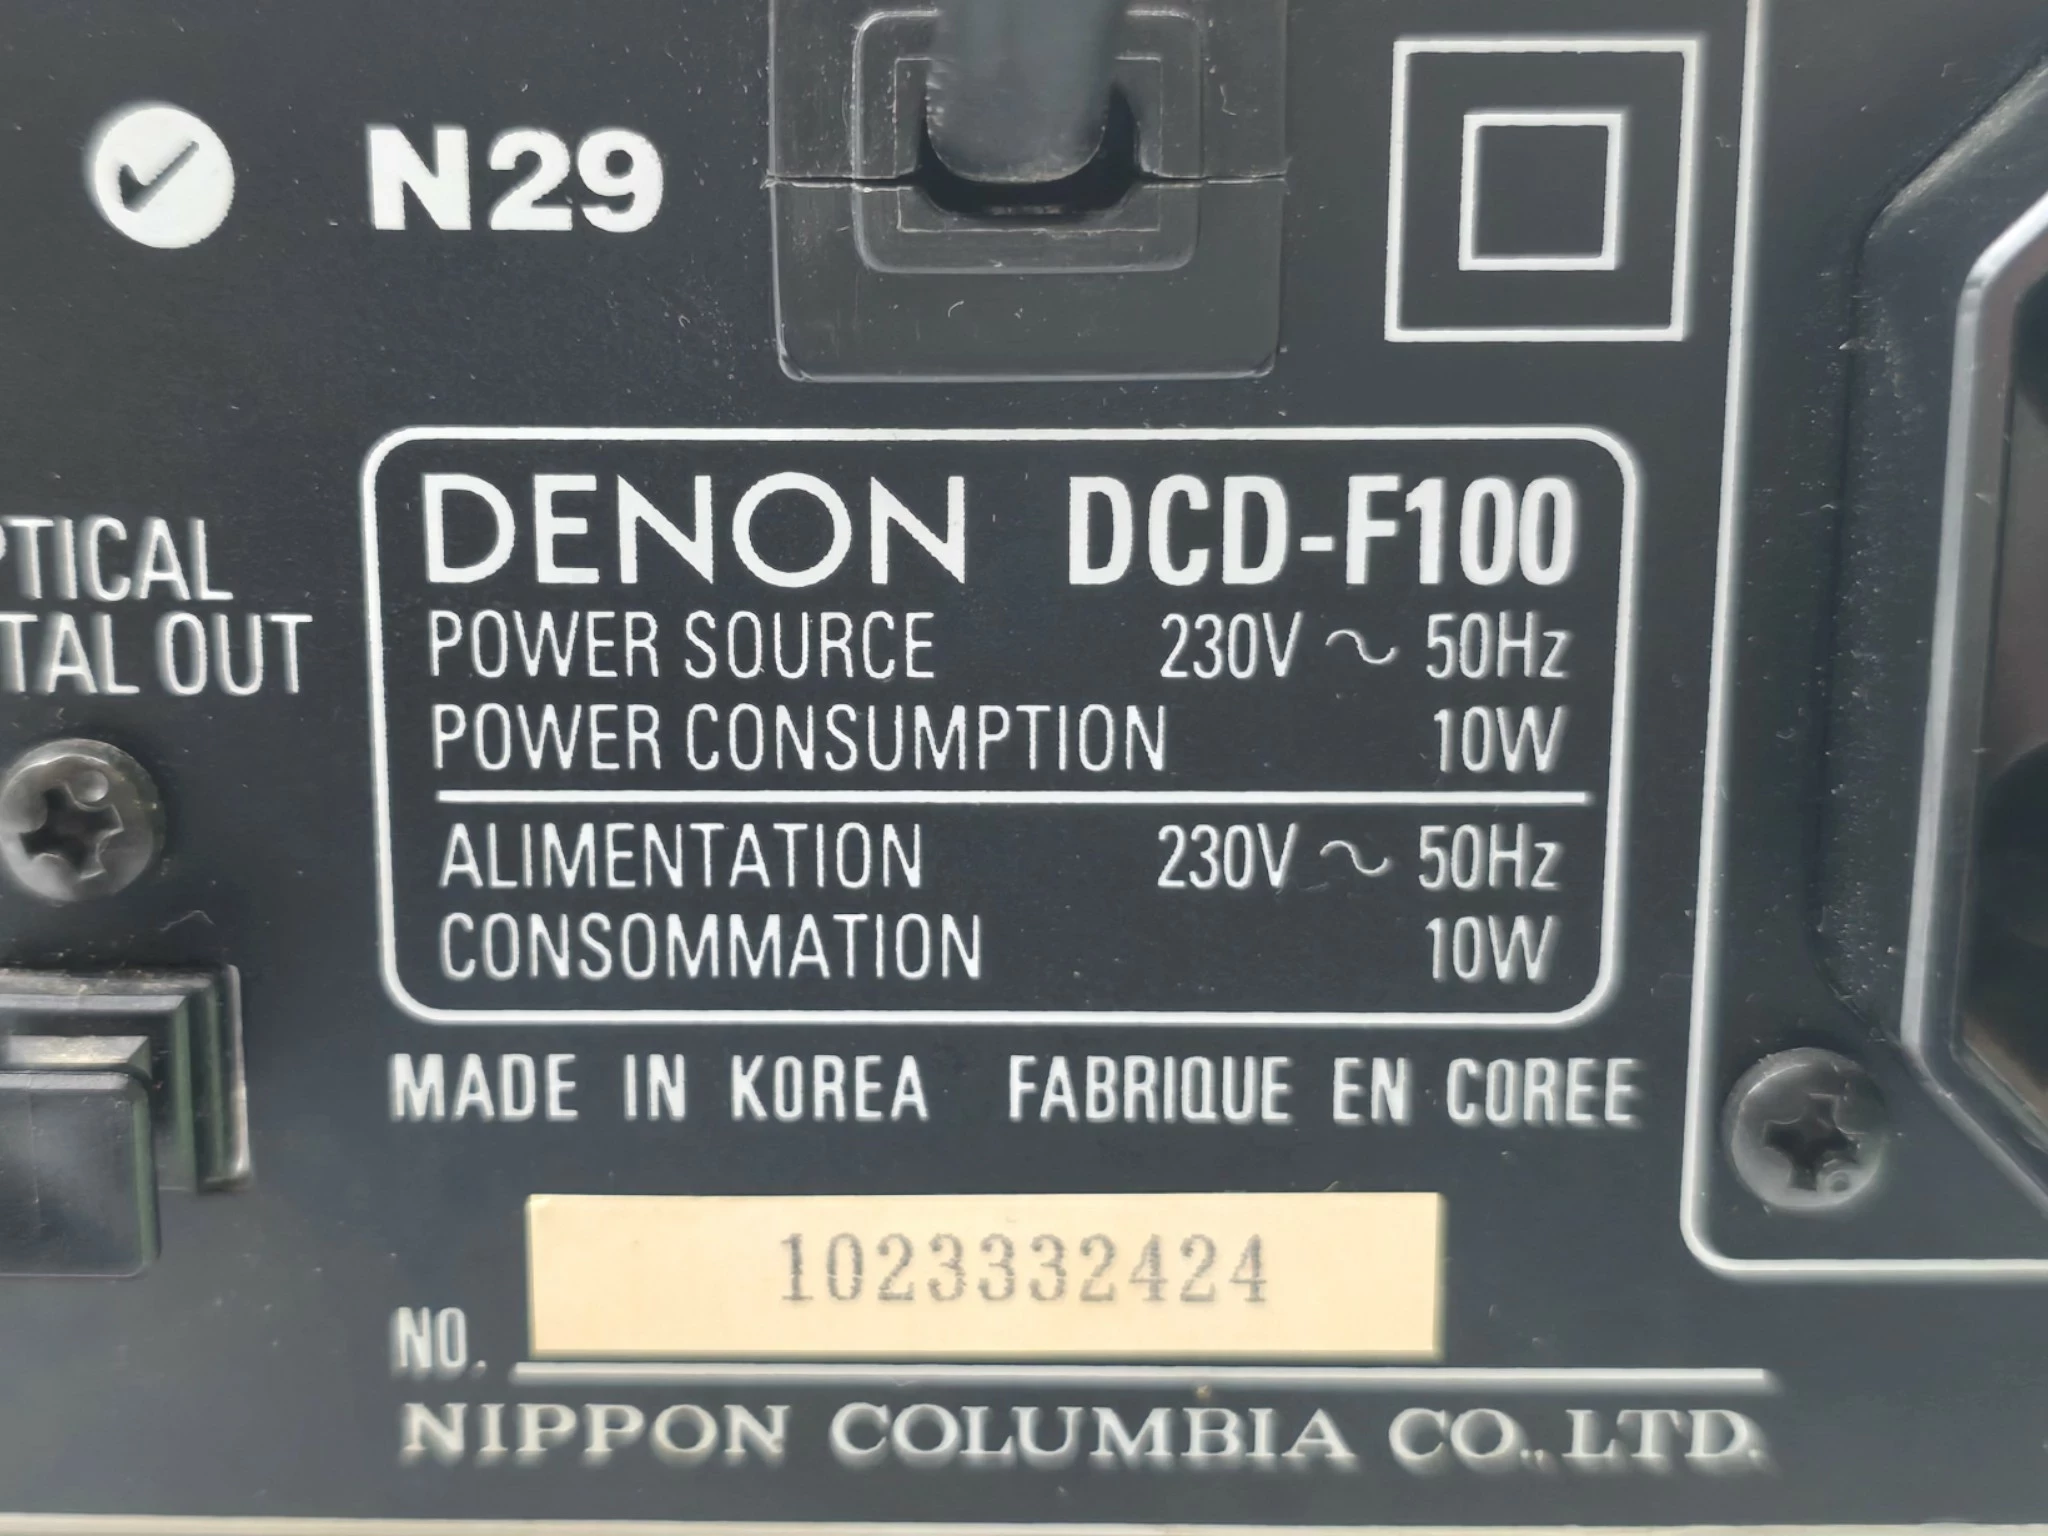 N29
PTICAL
TAL OUT
DENON DCD-F100
POWER SOURCE 230V ~ 50Hz
POWER CONSUMPTION 10W
ALIMENTATION 230V ~ 50Hz
CONSOMMATION 10W
MADE IN KOREA FABRIQUE EN COREE
1023332424
NO.
NIPPON COLUMBIA CO., LTD.